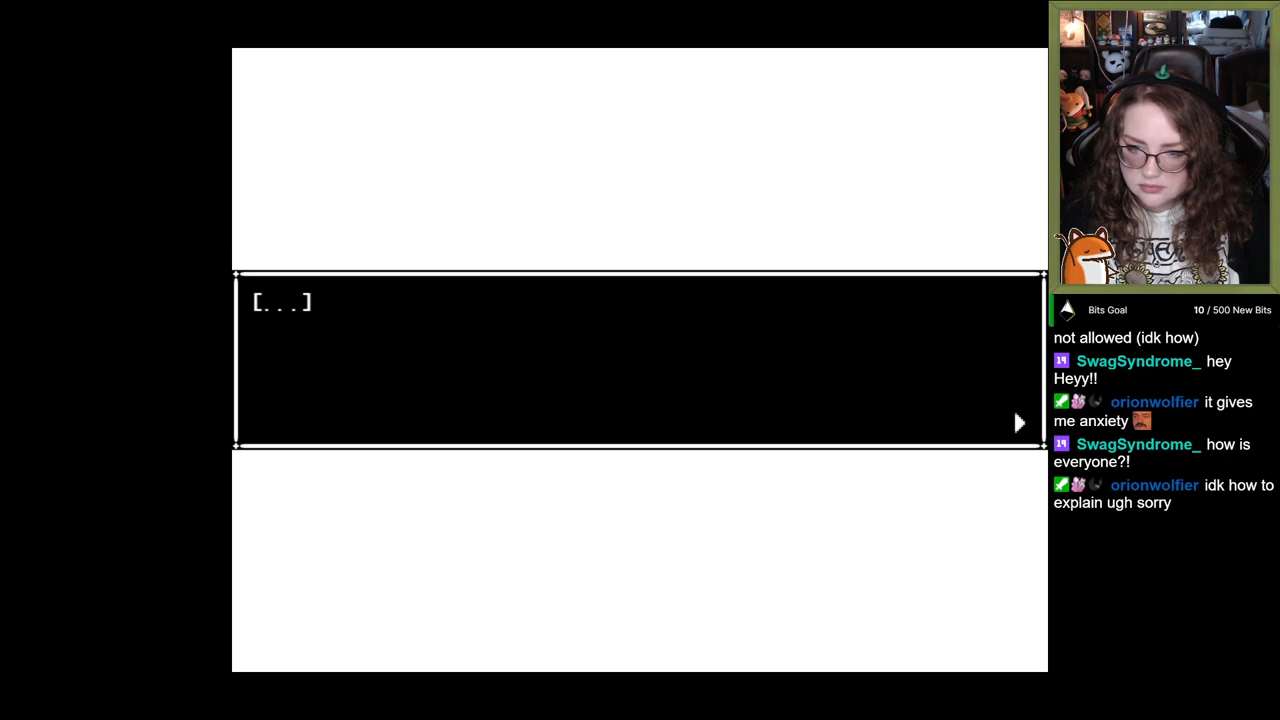 [...]
Bits Goal 10 / 500 New Bits
not allowed (idk how)
SwagSyndrome_ hey
Heyy!!
orionwolfier it gives
me anxiety
SwagSyndrome_ how is
everyone?!
orionwolfier idk how to
explain ugh sorry